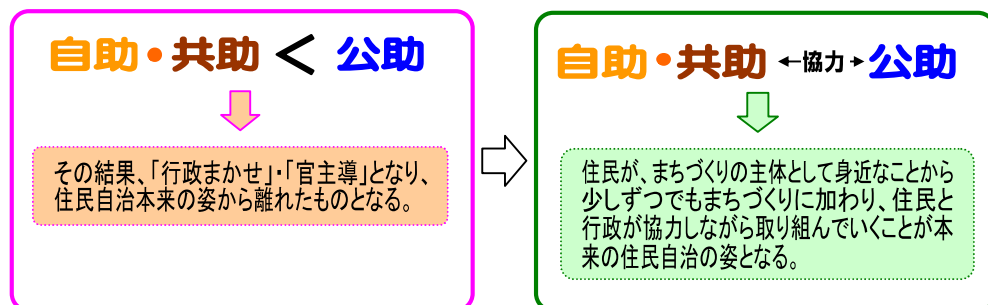 自助・共助＜公助
その結果、「行政まかせ」・「官主導」となり、
住民自治本来の姿から離れたものとなる。
自助・共助←協力→公助
住民が、まちづくりの主体として身近なことから
少しずつでもまちづくりに加わり、住民と
行政が協力しながら取り組んでいくことが本
来の住民自治の姿となる。